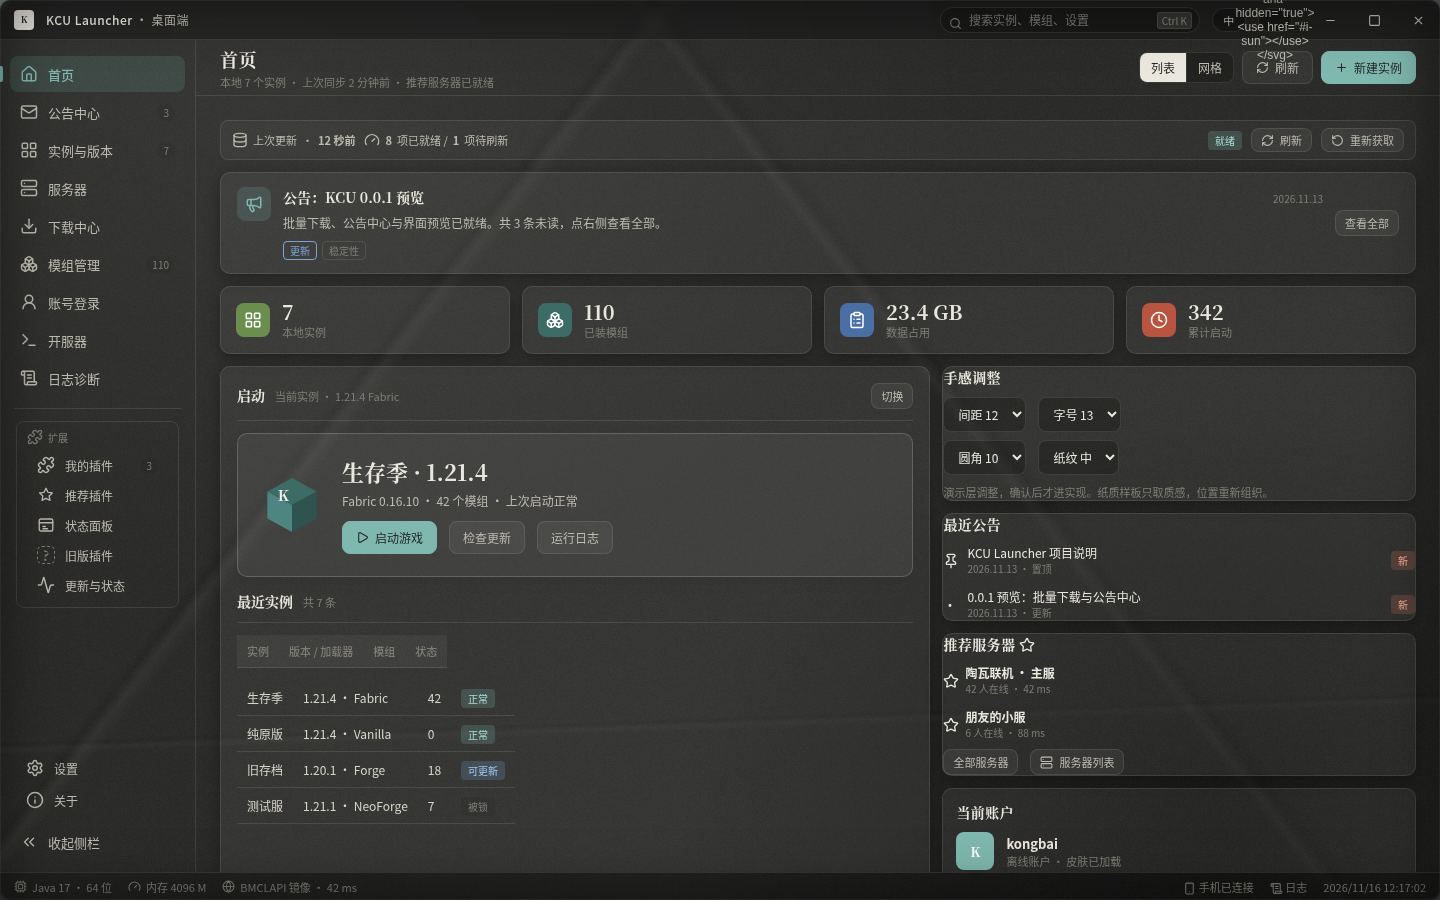 K KCU Launcher • 桌面端
搜索实例、模组、设置 Ctrl K
中
aria-
hidden="true">
<use href="#i-
sun"></use>
</svg>
首页
公告中心 3
实例与版本 7
服务器
下载中心
模组管理 110
账号登录
开服器
日志诊断
扩展
我的插件 3
推荐插件
状态面板
旧版插件
更新与状态
设置
关于
收起侧栏
首页
本地 7 个实例 • 上次同步 2 分钟前 • 推荐服务器已就绪
列表 网格 刷新 新建实例
上次更新 • 12 秒前 8 项已就绪 / 1 项待刷新
就绪 刷新 重新获取
公告：KCU 0.0.1 预览
批量下载、公告中心与界面预览已就绪。共 3 条未读，点右侧查看全部。
更新 稳定性
2026.11.13
查看全部
7
本地实例
110
已装模组
23.4 GB
数据占用
342
累计启动
启动 当前实例 • 1.21.4 Fabric 切换
K
生存季 · 1.21.4
Fabric 0.16.10 • 42 个模组 • 上次启动正常
启动游戏 检查更新 运行日志
最近实例 共 7 条
实例 版本 / 加载器 模组 状态
生存季 1.21.4 • Fabric 42 正常
纯原版 1.21.4 • Vanilla 0 正常
旧存档 1.20.1 • Forge 18 可更新
测试服 1.21.1 • NeoForge 7 被锁
手感调整
间距 12 字号 13
圆角 10 纸纹 中
演示层调整，确认后才进实现。纸质样板只取质感，位置重新组织。
最近公告
KCU Launcher 项目说明
2026.11.13 • 置顶
新
0.0.1 预览：批量下载与公告中心
2026.11.13 • 更新
新
推荐服务器
陶瓦联机 • 主服
42 人在线 • 42 ms
朋友的小服
6 人在线 • 88 ms
全部服务器 服务器列表
当前账户
K
kongbai
离线账户 • 皮肤已加载
Java 17 • 64 位 内存 4096 M BMCLAPI 镜像 • 42 ms
手机已连接 日志 2026/11/16 12:17:02